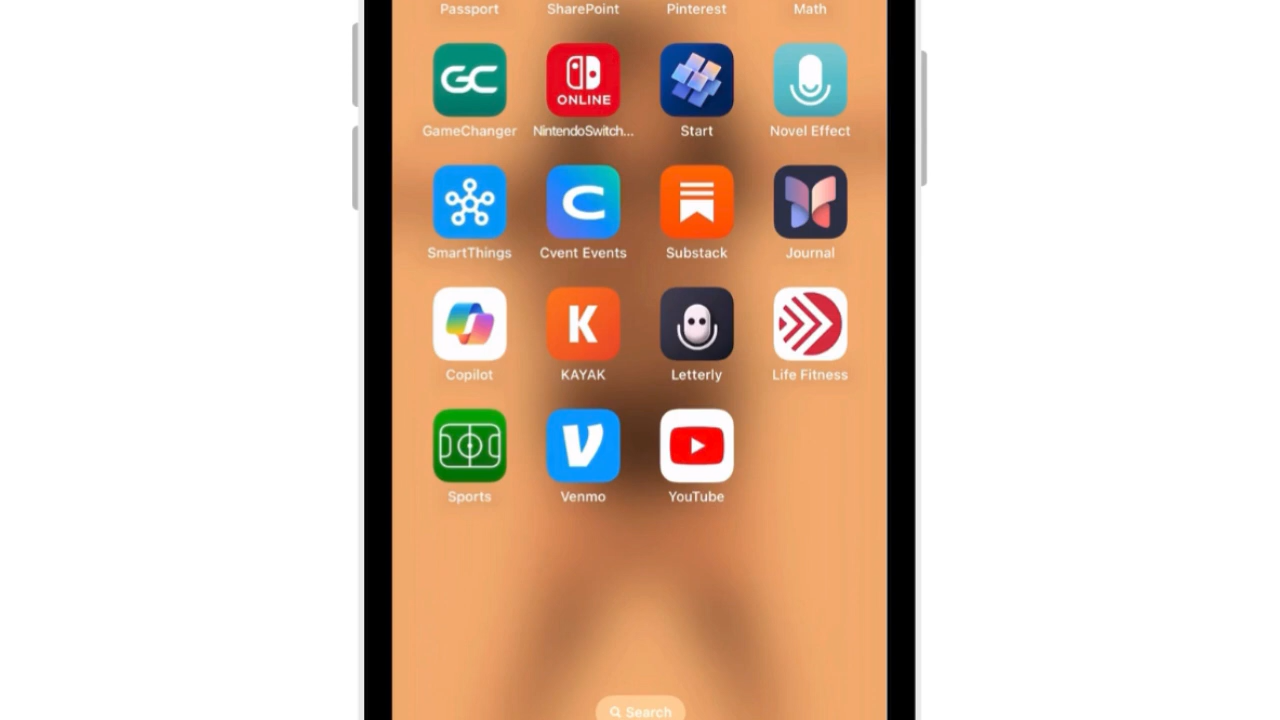 Passport SharePoint Pinterest Math
GC
ONLINE
GameChanger NintendoSwitch... Start Novel Effect
C
SmartThings Cvent Events Substack Journal
K
Copilot KAYAK Letterly Life Fitness
V
Sports Venmo YouTube
Search